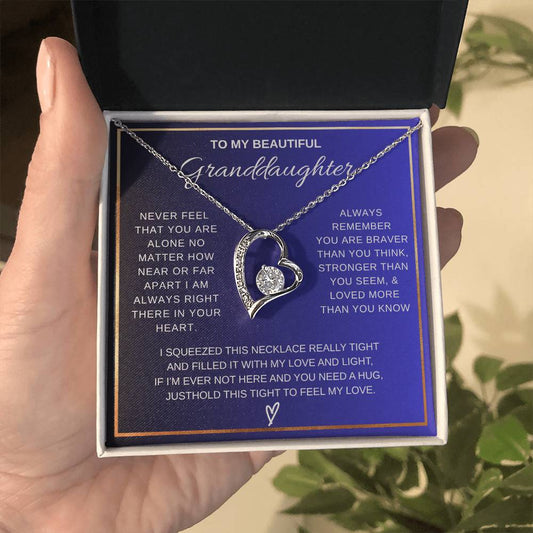 TO MY BEAUTIFUL
Granddaughter
NEVER FEEL
THAT YOU ARE
ALONE NO
MATTER HOW
NEAR OR FAR
APART I AM
ALWAYS RIGHT
THERE IN YOUR
HEART.
ALWAYS
REMEMBER
YOU ARE BRAVER
THAN YOU THINK,
STRONGER THAN
YOU SEEM, &
LOVED MORE
THAN YOU KNOW
I SQUEEZED THIS NECKLACE REALLY TIGHT
AND FILLED IT WITH MY LOVE AND LIGHT,
IF I'M EVER NOT HERE AND YOU NEED A HUG,
JUSTHOLD THIS TIGHT TO FEEL MY LOVE.